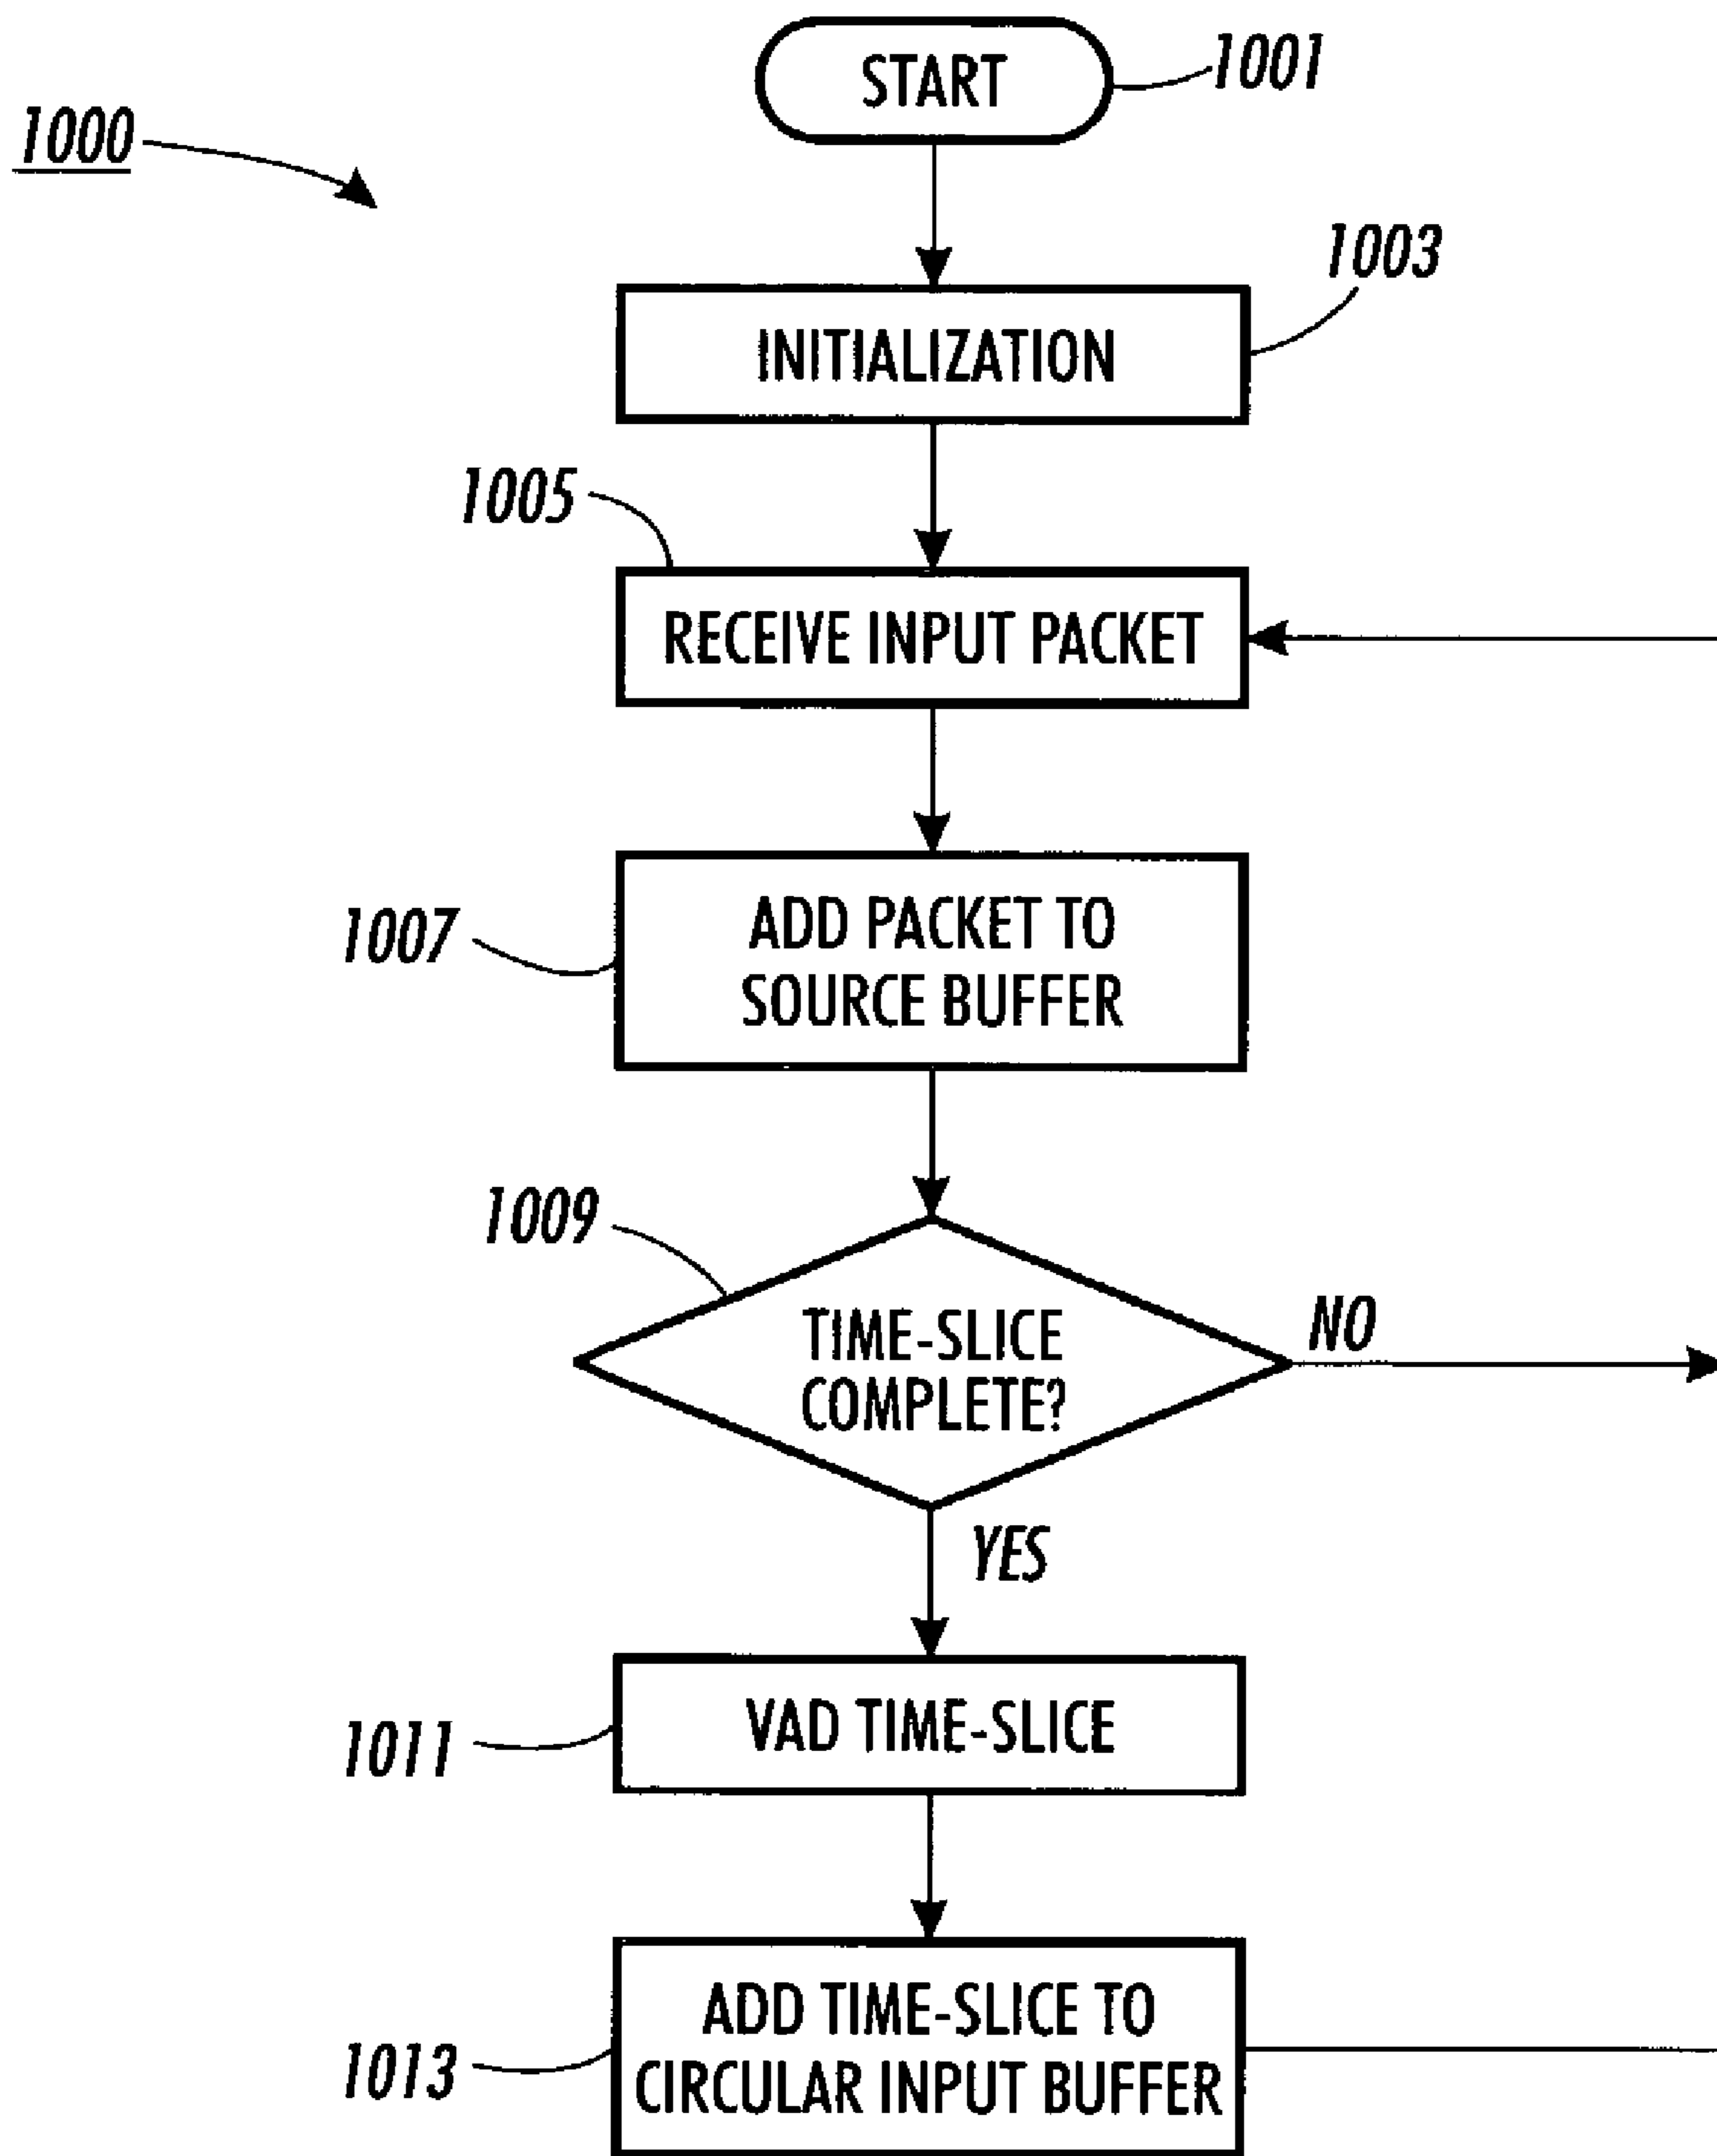 START
1001
1000
1003
INITIALIZATION
1005
RECEIVE INPUT PACKET
1007
ADD PACKET TO
SOURCE BUFFER
1009
TIME-SLICE
COMPLETE?
NO
YES
1011
VAD TIME-SLICE
1013
ADD TIME-SLICE TO
CIRCULAR INPUT BUFFER